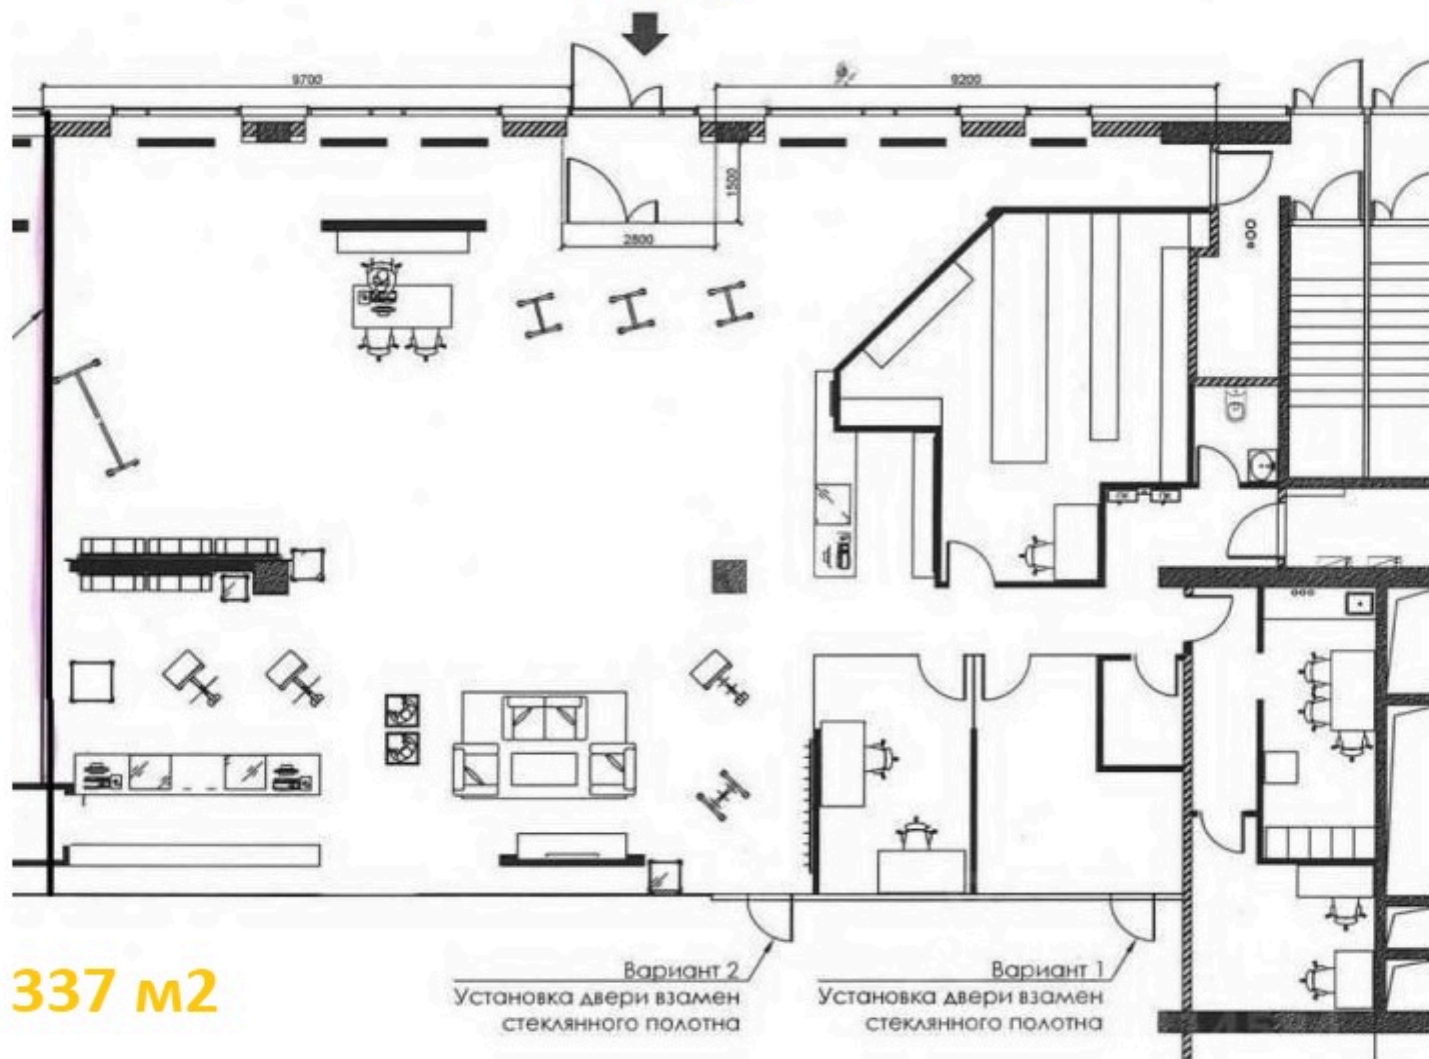 9700
9200
1500
2800
337 м2
Вариант 2
Установка двери взамен
стеклянного полотна
Вариант 1
Установка двери взамен
стеклянного полотна